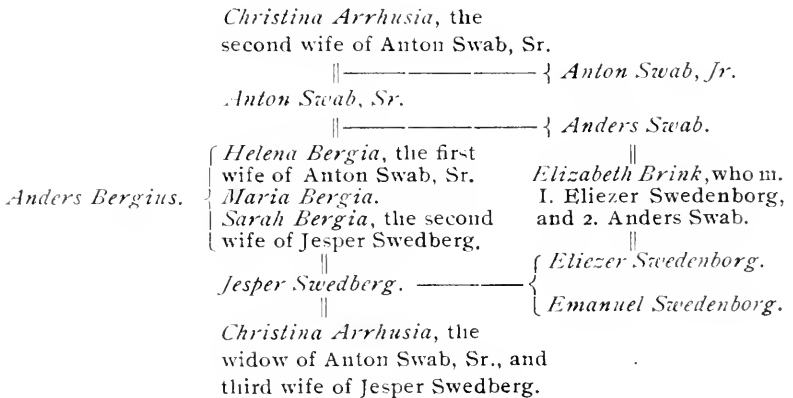 Christina Arrhusia, the
second wife of Anton Swab, Sr.
Anton Swab, Jr.
Anton Swab, Sr.
Anders Swab.
Helena Bergia, the first
wife of Anton Swab, Sr.
Anders Bergius.
Maria Bergia.
Sarah Bergia, the second
wife of Jesper Swedberg.
Elizabeth Brink, who m.
1. Eliezer Swedenborg,
and 2. Anders Swab.
Jesper Swedberg.
Eliezer Swedenborg.
Emanuel Swedenborg.
Christina Arrhusia, the
widow of Anton Swab, Sr., and
third wife of Jesper Swedberg.